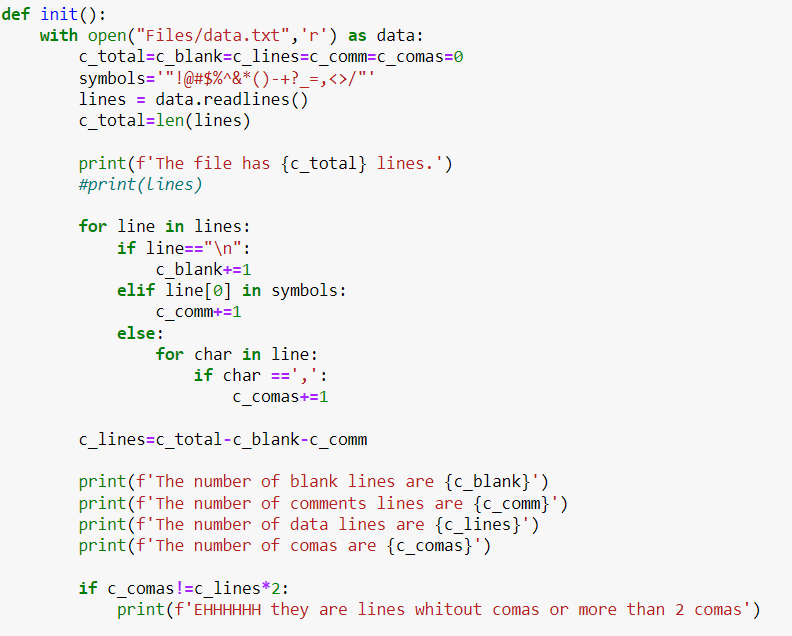 def init():
    with open("Files/data.txt",'r') as data:
        c_total=c_blank=c_lines=c_comm=c_comas=0
        symbols='"!@#$%^&*()-+?_=,<>/"'
        lines = data.readlines()
        c_total=len(lines)

        print(f'The file has {c_total} lines.')
        #print(lines)

        for line in lines:
            if line=="\n":
                c_blank+=1
            elif line[0] in symbols:
                c_comm+=1
            else:
                for char in line:
                    if char ==',':
                        c_comas+=1

        c_lines=c_total-c_blank-c_comm

        print(f'The number of blank lines are {c_blank}')
        print(f'The number of comments lines are {c_comm}')
        print(f'The number of data lines are {c_lines}')
        print(f'The number of comas are {c_comas}')

        if c_comas!=c_lines*2:
            print(f'EHHHHHH they are lines whitout comas or more than 2 comas')